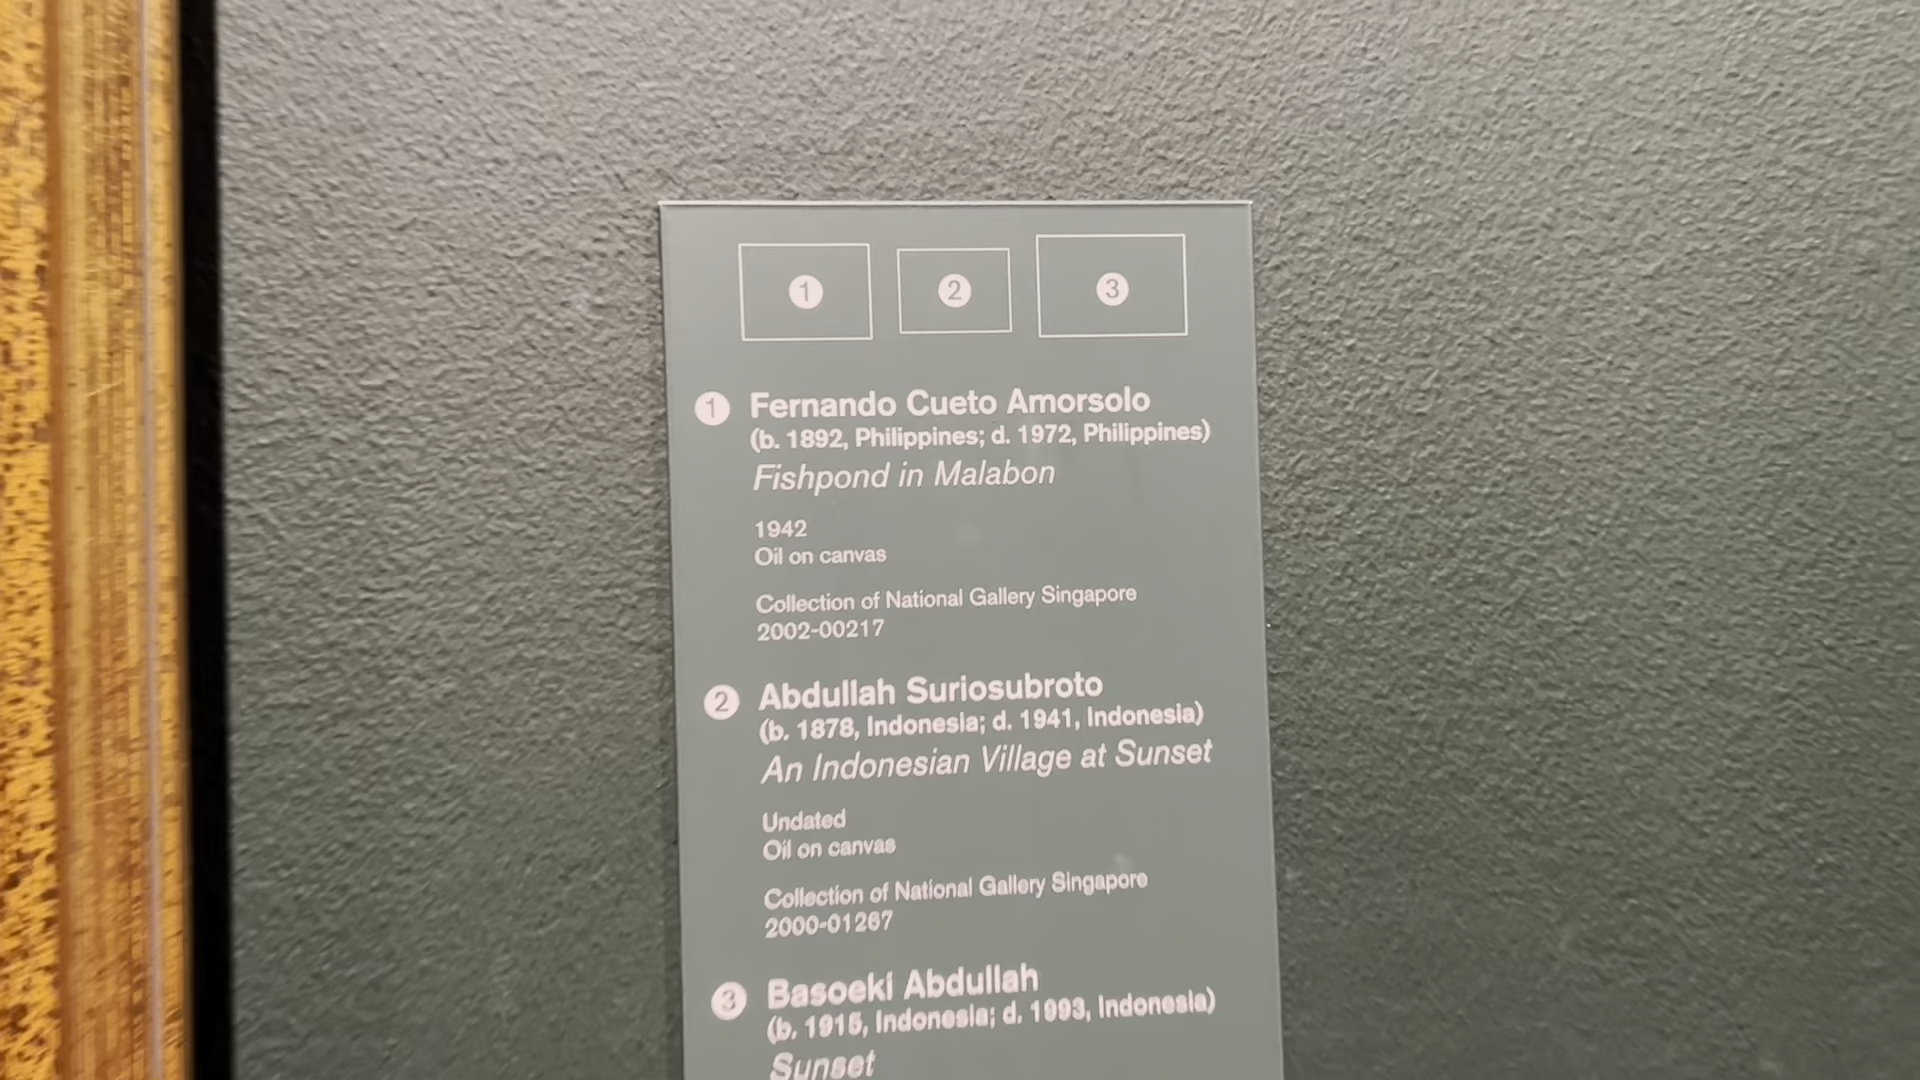 1 2 3
1 Fernando Cueto Amorsolo
(b. 1892, Philippines; d. 1972, Philippines)
Fishpond in Malabon
1942
Oil on canvas
Collection of National Gallery Singapore
2002-00217
2 Abdullah Suriosubroto
(b. 1878, Indonesia; d. 1941, Indonesia)
An Indonesian Village at Sunset
Undated
Oil on canvas
Collection of National Gallery Singapore
2000-01267
3 Basoeki Abdullah
(b. 1915, Indonesia; d. 1993, Indonesia)
Sunset